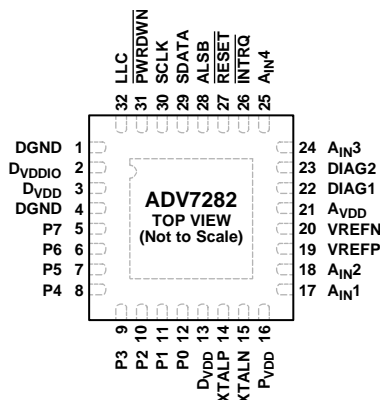 32 LLC
31 PWRDWN
30 SCLK
29 SDATA
28 ALSB
27 RESET
26 INTRQ
25 AIN4
DGND 1
DVDDIO 2
DVDD 3
DGND 4
P7 5
P6 6
P5 7
P4 8
ADV7282
TOP VIEW
(Not to Scale)
24 AIN3
23 DIAG2
22 DIAG1
21 AVDD
20 VREFN
19 VREFP
18 AIN2
17 AIN1
P3 9
P2 10
P1 11
P0 12
DVDD 13
XTALP 14
XTALN 15
PVDD 16